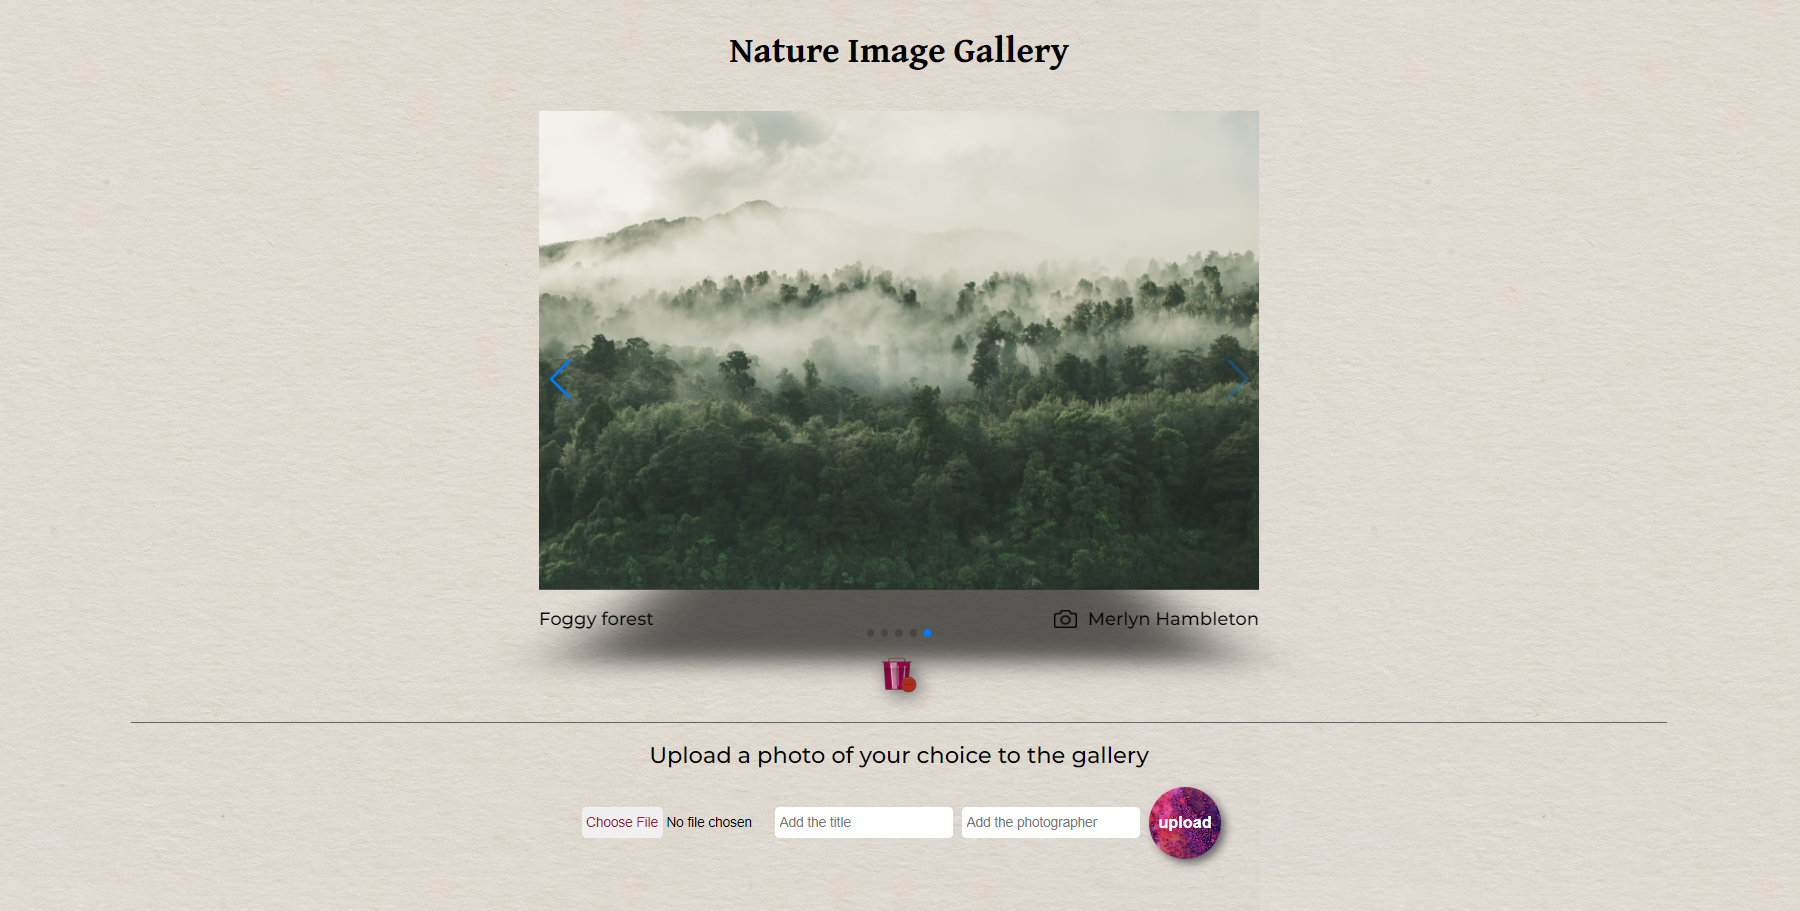 Nature Image Gallery
Foggy forest
Merlyn Hambleton
Upload a photo of your choice to the gallery
Choose File No file chosen Add the title Add the photographer upload